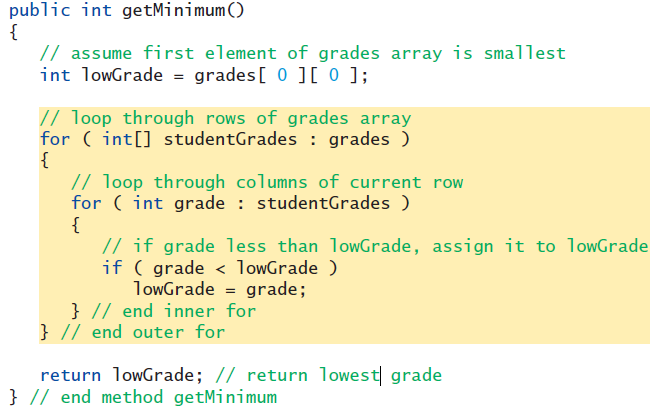 public int getMinimum()
{
   // assume first element of grades array is smallest
   int lowGrade = grades[ 0 ][ 0 ];

   // loop through rows of grades array
   for ( int[] studentGrades : grades )
   {
      // loop through columns of current row
      for ( int grade : studentGrades )
      {
         // if grade less than lowGrade, assign it to lowGrade
         if ( grade < lowGrade )
            lowGrade = grade;
      } // end inner for
   } // end outer for

   return lowGrade; // return lowest grade
} // end method getMinimum